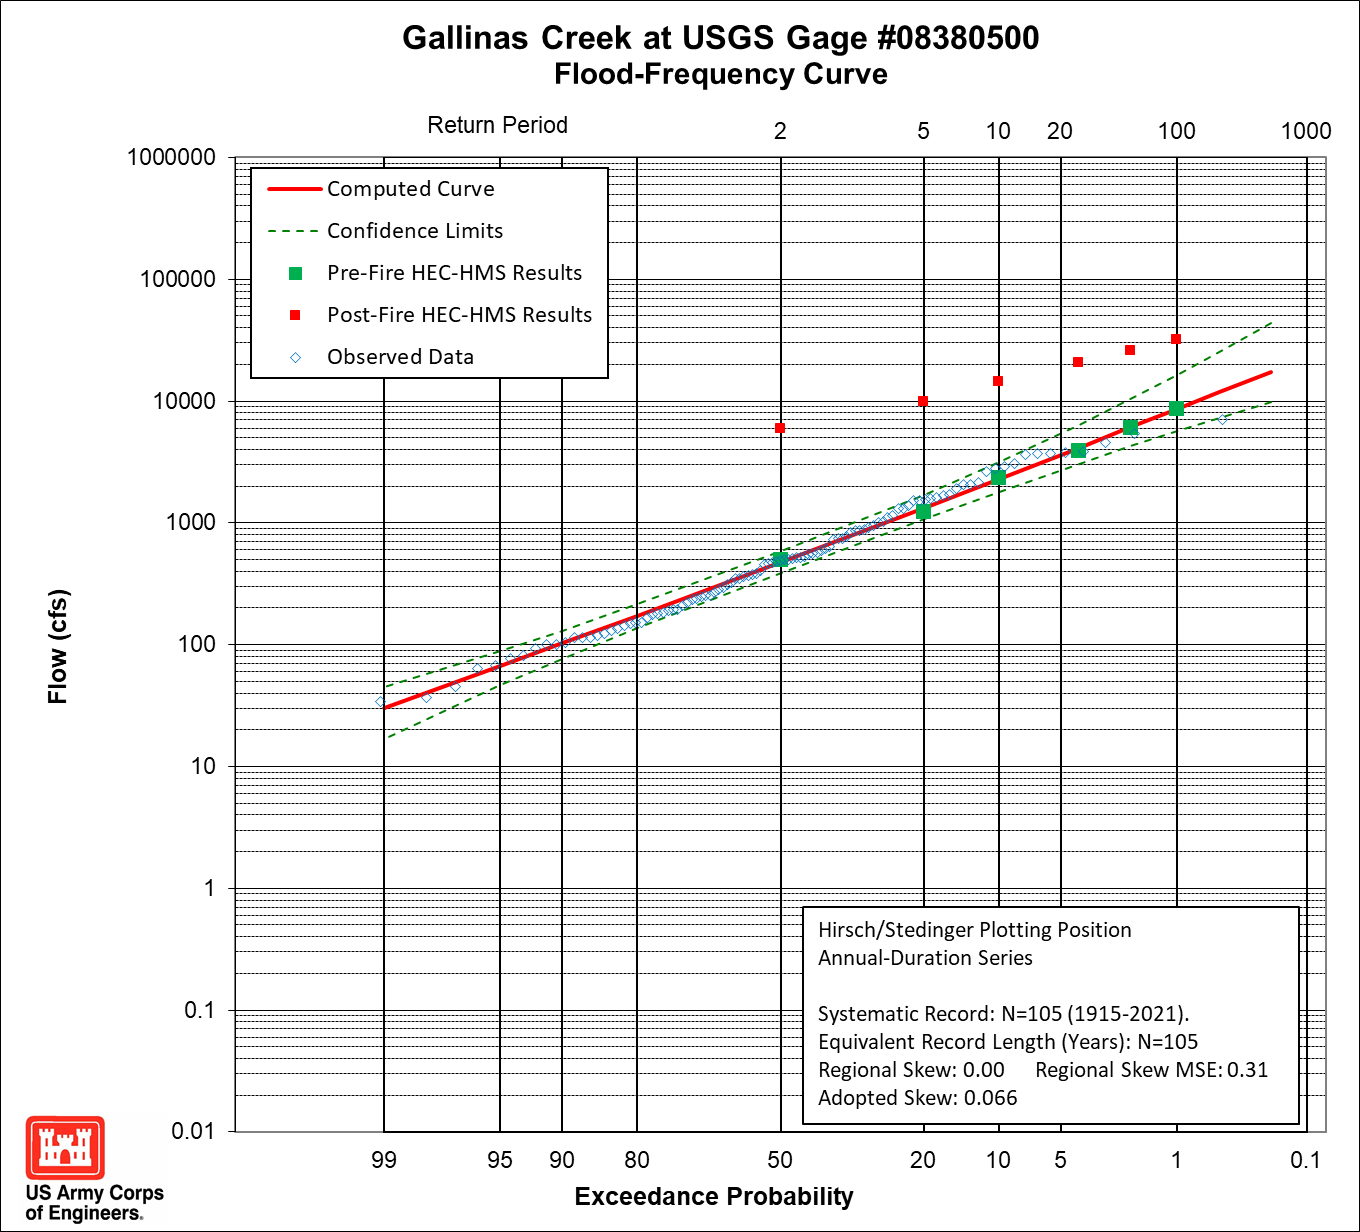 Gallinas Creek at USGS Gage #08380500
Flood-Frequency Curve
Return Period
2 5 10 20 100 1000
1000000
100000
10000
1000
100
10
1
0.1
0.01
Computed Curve
Confidence Limits
Pre-Fire HEC-HMS Results
Post-Fire HEC-HMS Results
Observed Data
Flow (cfs)
Hirsch/Stedinger Plotting Position
Annual-Duration Series
Systematic Record: N=105 (1915-2021).
Equivalent Record Length (Years): N=105
Regional Skew: 0.00 Regional Skew MSE: 0.31
Adopted Skew: 0.066
99 95 90 80 50 20 10 5 1 0.1
Exceedance Probability
US Army Corps
of Engineers®